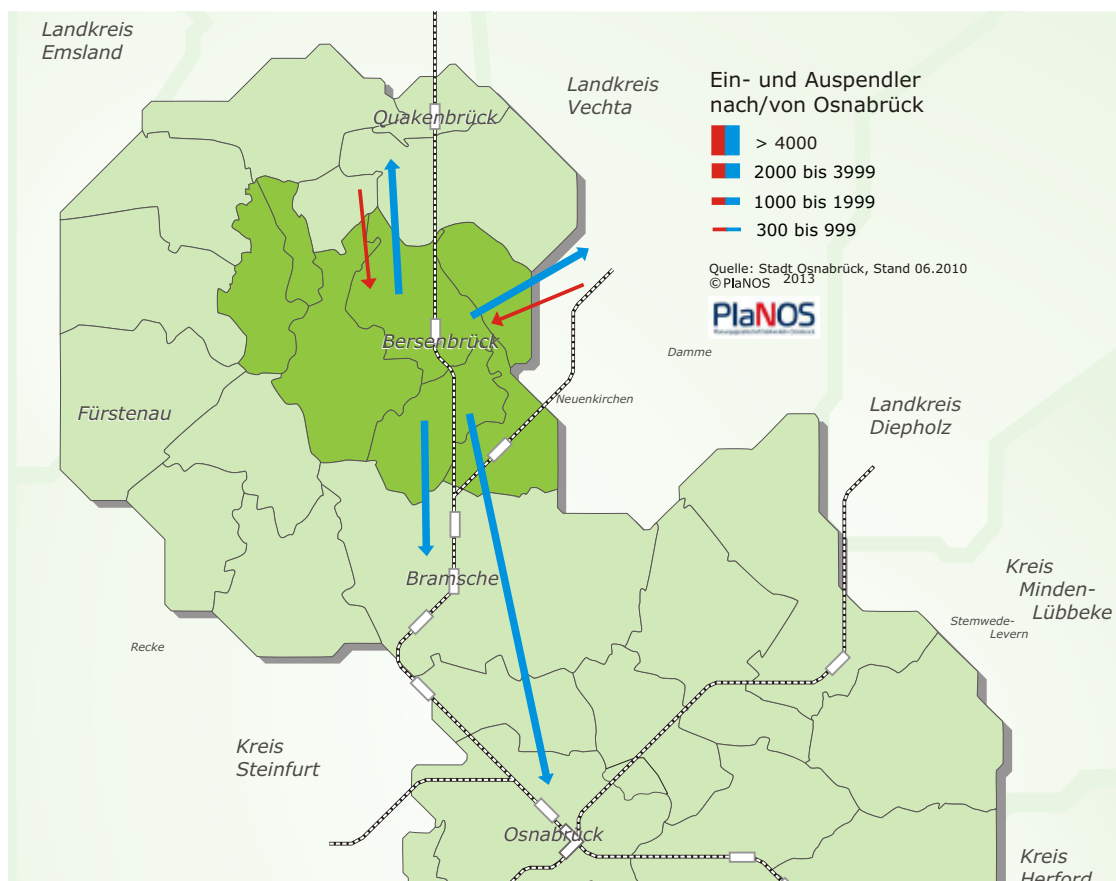 Landkreis
Emsland
Landkreis
Vechta
Quakenbrück
Ein- und Auspendler
nach/von Osnabrück
> 4000
2000 bis 3999
1000 bis 1999
300 bis 999
Quelle: Stadt Osnabrück, Stand 06.2010
©PlaNOS 2013
PlaNOS
Bersenbrück
Damme
Neuenkirchen
Fürstenau
Landkreis
Diepholz
Bramsche
Kreis
Minden-
Lübbeke
Stemwede-
Levern
Recke
Kreis
Steinfurt
Osnabrück
Kreis
Herford